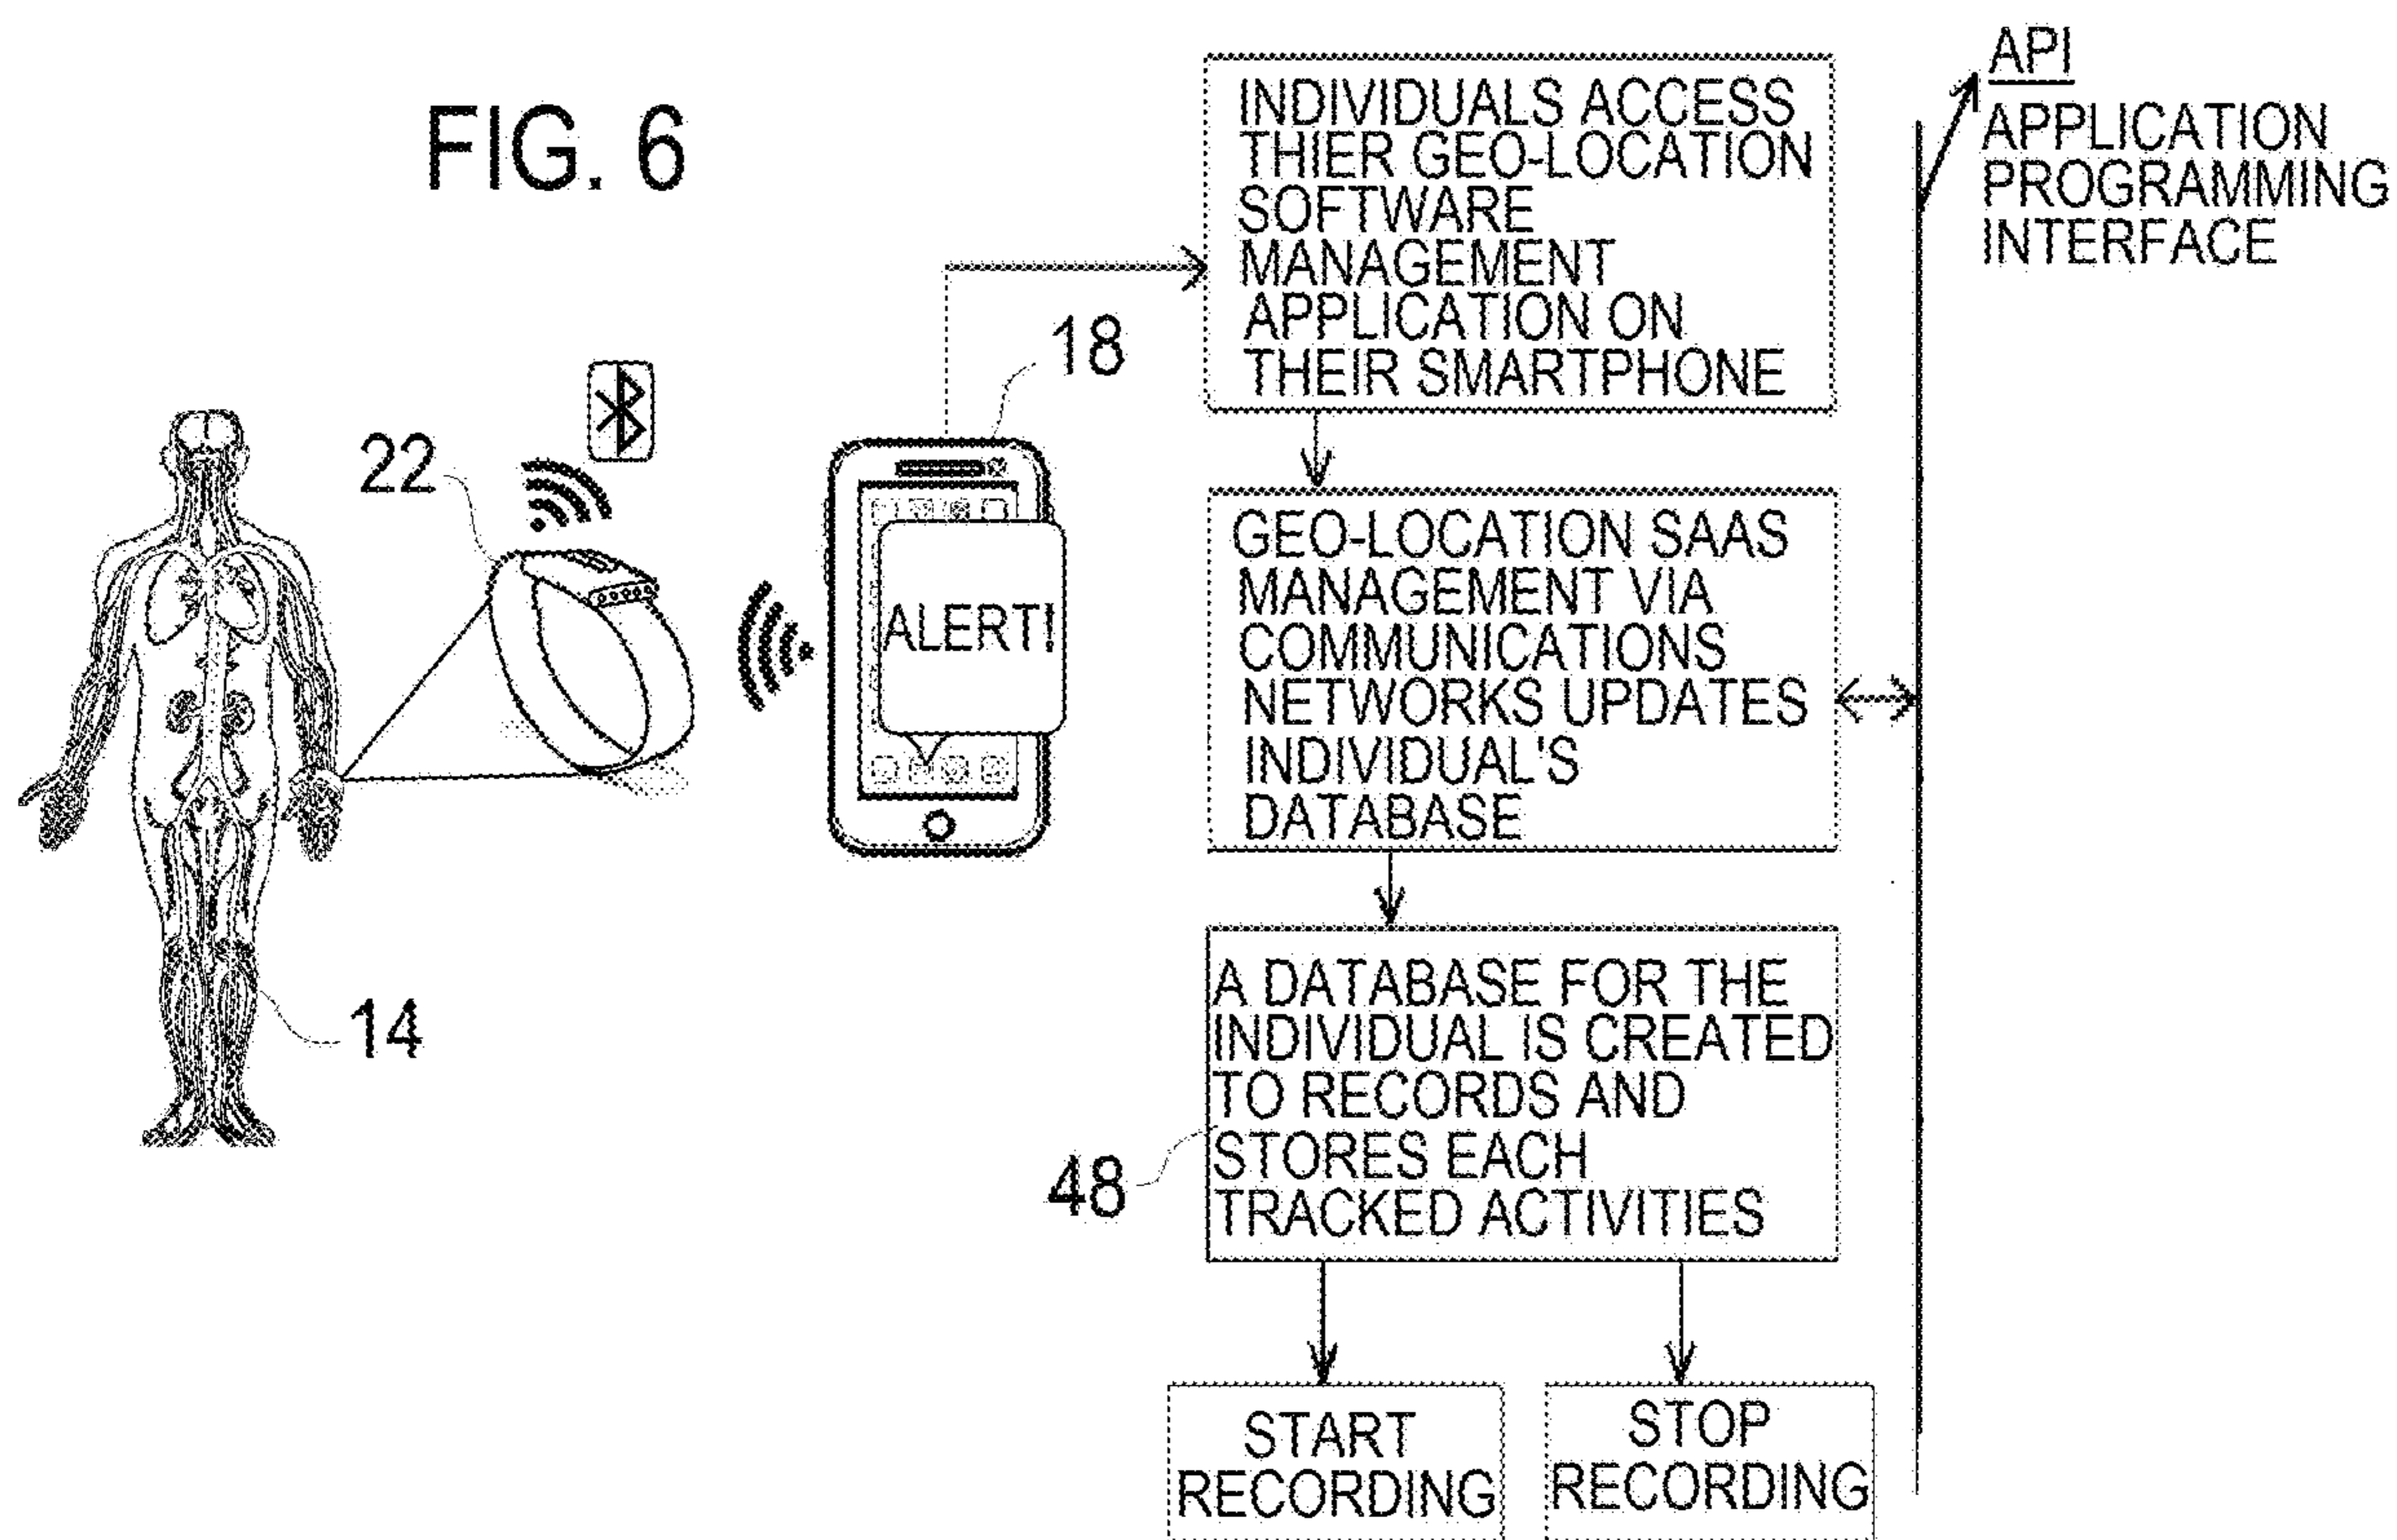 FIG. 6
API
APPLICATION
PROGRAMMING
INTERFACE
INDIVIDUALS ACCESS
THIER GEO-LOCATION
SOFTWARE
MANAGEMENT
APPLICATION ON
THEIR SMARTPHONE
18
22
ALERT!
GEO-LOCATION SAAS
MANAGEMENT VIA
COMMUNICATIONS
NETWORKS UPDATES
INDIVIDUAL'S
DATABASE
14
A DATABASE FOR THE
INDIVIDUAL IS CREATED
TO RECORDS AND
STORES EACH
TRACKED ACTIVITIES
48
START
RECORDING
STOP
RECORDING